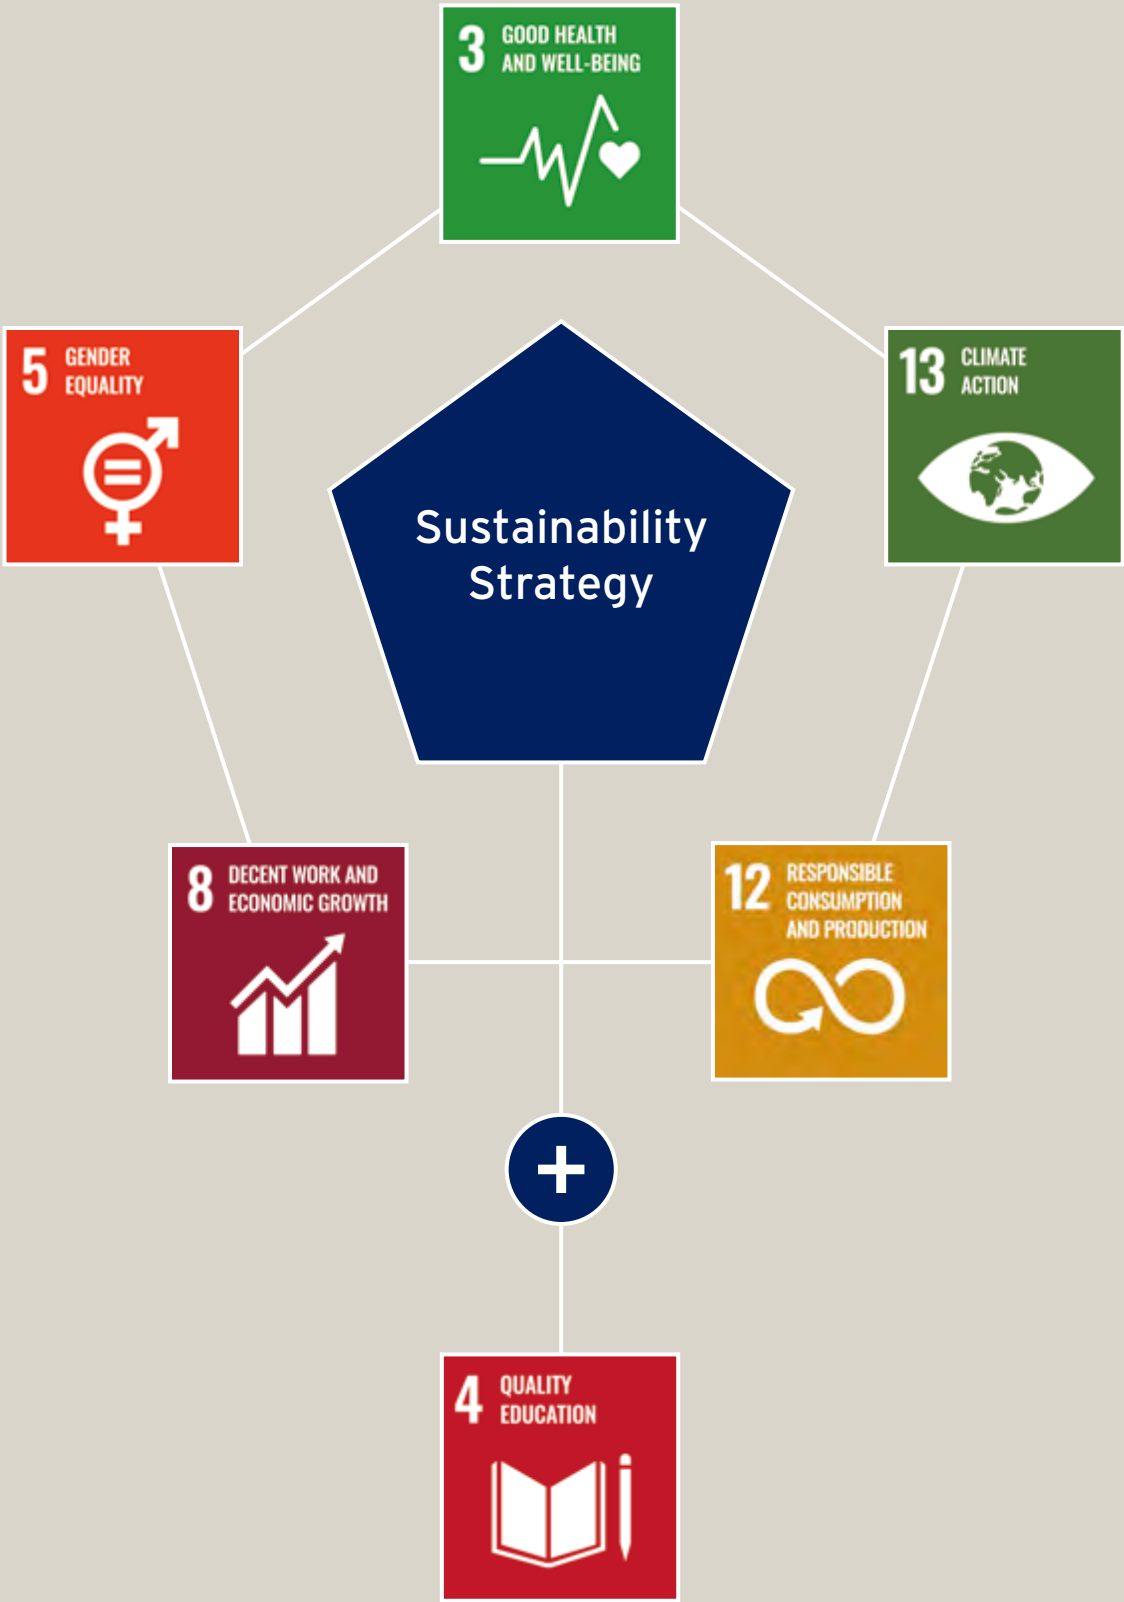 3 GOOD HEALTH
AND WELL-BEING
5 GENDER
EQUALITY
13 CLIMATE
ACTION
Sustainability
Strategy
8 DECENT WORK AND
ECONOMIC GROWTH
12 RESPONSIBLE
CONSUMPTION
AND PRODUCTION
+
4 QUALITY
EDUCATION